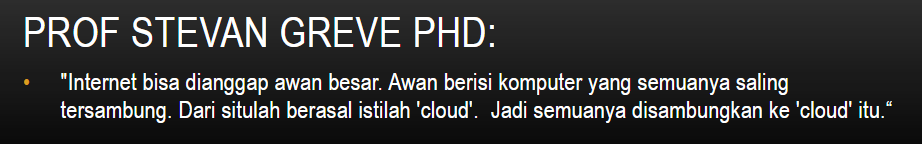 PROF STEVAN GREVE PHD:
• "Internet bisa dianggap awan besar. Awan berisi komputer yang semuanya saling
tersambung. Dari situlah berasal istilah 'cloud'. Jadi semuanya disambungkan ke 'cloud' itu.“